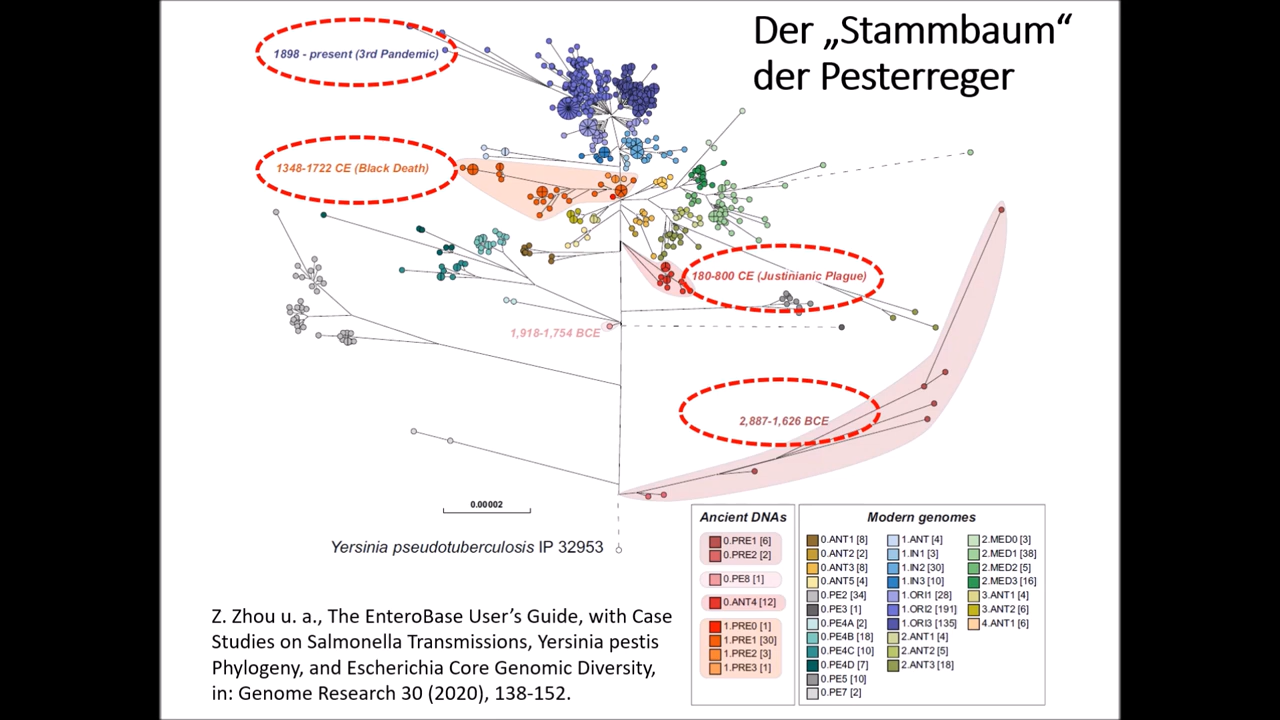 Der „Stammbaum“
der Pesterreger
1898 - present (3rd Pandemic)
1348-1722 CE (Black Death)
180-800 CE (Justinianic Plague)
1,918-1,754 BCE
2,887-1,626 BCE
0.00002
Yersinia pseudotuberculosis IP 32953
Ancient DNAs
0.PRE1 [6]
0.PRE2 [2]
0.PE8 [1]
0.ANT4 [12]
1.PRE0 [1]
1.PRE1 [30]
1.PRE2 [3]
1.PRE3 [1]
Modern genomes
0.ANT1 [8]
0.ANT2 [2]
0.ANT3 [8]
0.ANT5 [4]
0.PE2 [34]
0.PE3 [1]
0.PE4A [2]
0.PE4B [18]
0.PE4C [10]
0.PE4D [7]
0.PE5 [10]
0.PE7 [2]
1.ANT [4]
1.IN1 [3]
1.IN2 [30]
1.IN3 [10]
1.ORI1 [28]
1.ORI2 [191]
1.ORI3 [135]
2.ANT1 [4]
2.ANT2 [5]
2.ANT3 [18]
2.MED0 [3]
2.MED1 [38]
2.MED2 [5]
2.MED3 [16]
3.ANT1 [4]
3.ANT2 [6]
4.ANT1 [6]
Z. Zhou u. a., The EnteroBase User’s Guide, with Case
Studies on Salmonella Transmissions, Yersinia pestis
Phylogeny, and Escherichia Core Genomic Diversity,
in: Genome Research 30 (2020), 138-152.